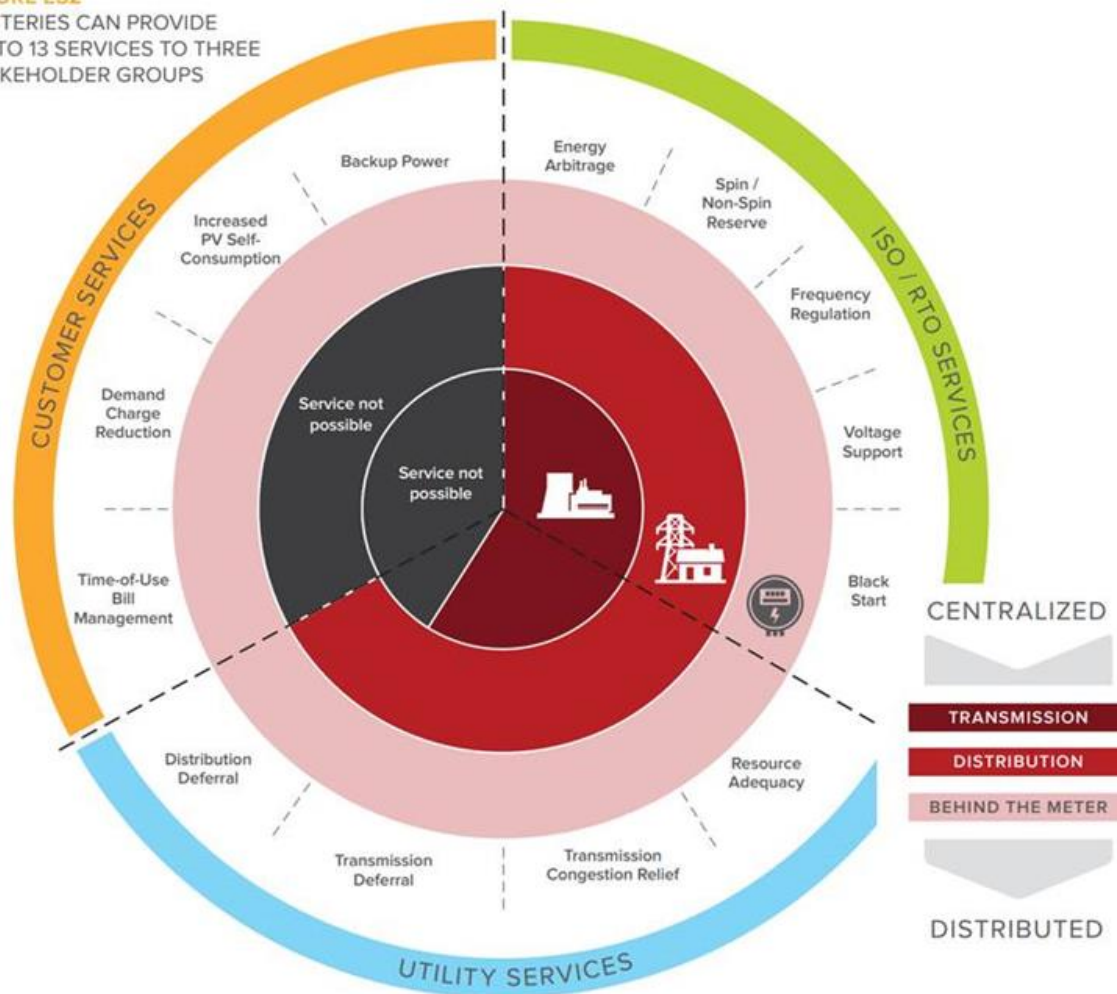 TERIES CAN PROVIDE
TO 13 SERVICES TO THREE
KEHOLDER GROUPS
CUSTOMER SERVICES
ISO / RTO SERVICES
UTILITY SERVICES
Backup Power
Energy
Arbitrage
Spin /
Non-Spin
Reserve
Frequency
Regulation
Voltage
Support
Black
Start
Resource
Adequacy
Transmission
Congestion Relief
Transmission
Deferral
Distribution
Deferral
Time-of-Use
Bill
Management
Demand
Charge
Reduction
Increased
PV Self-
Consumption
Service not
possible
Service not
possible
CENTRALIZED
TRANSMISSION
DISTRIBUTION
BEHIND THE METER
DISTRIBUTED